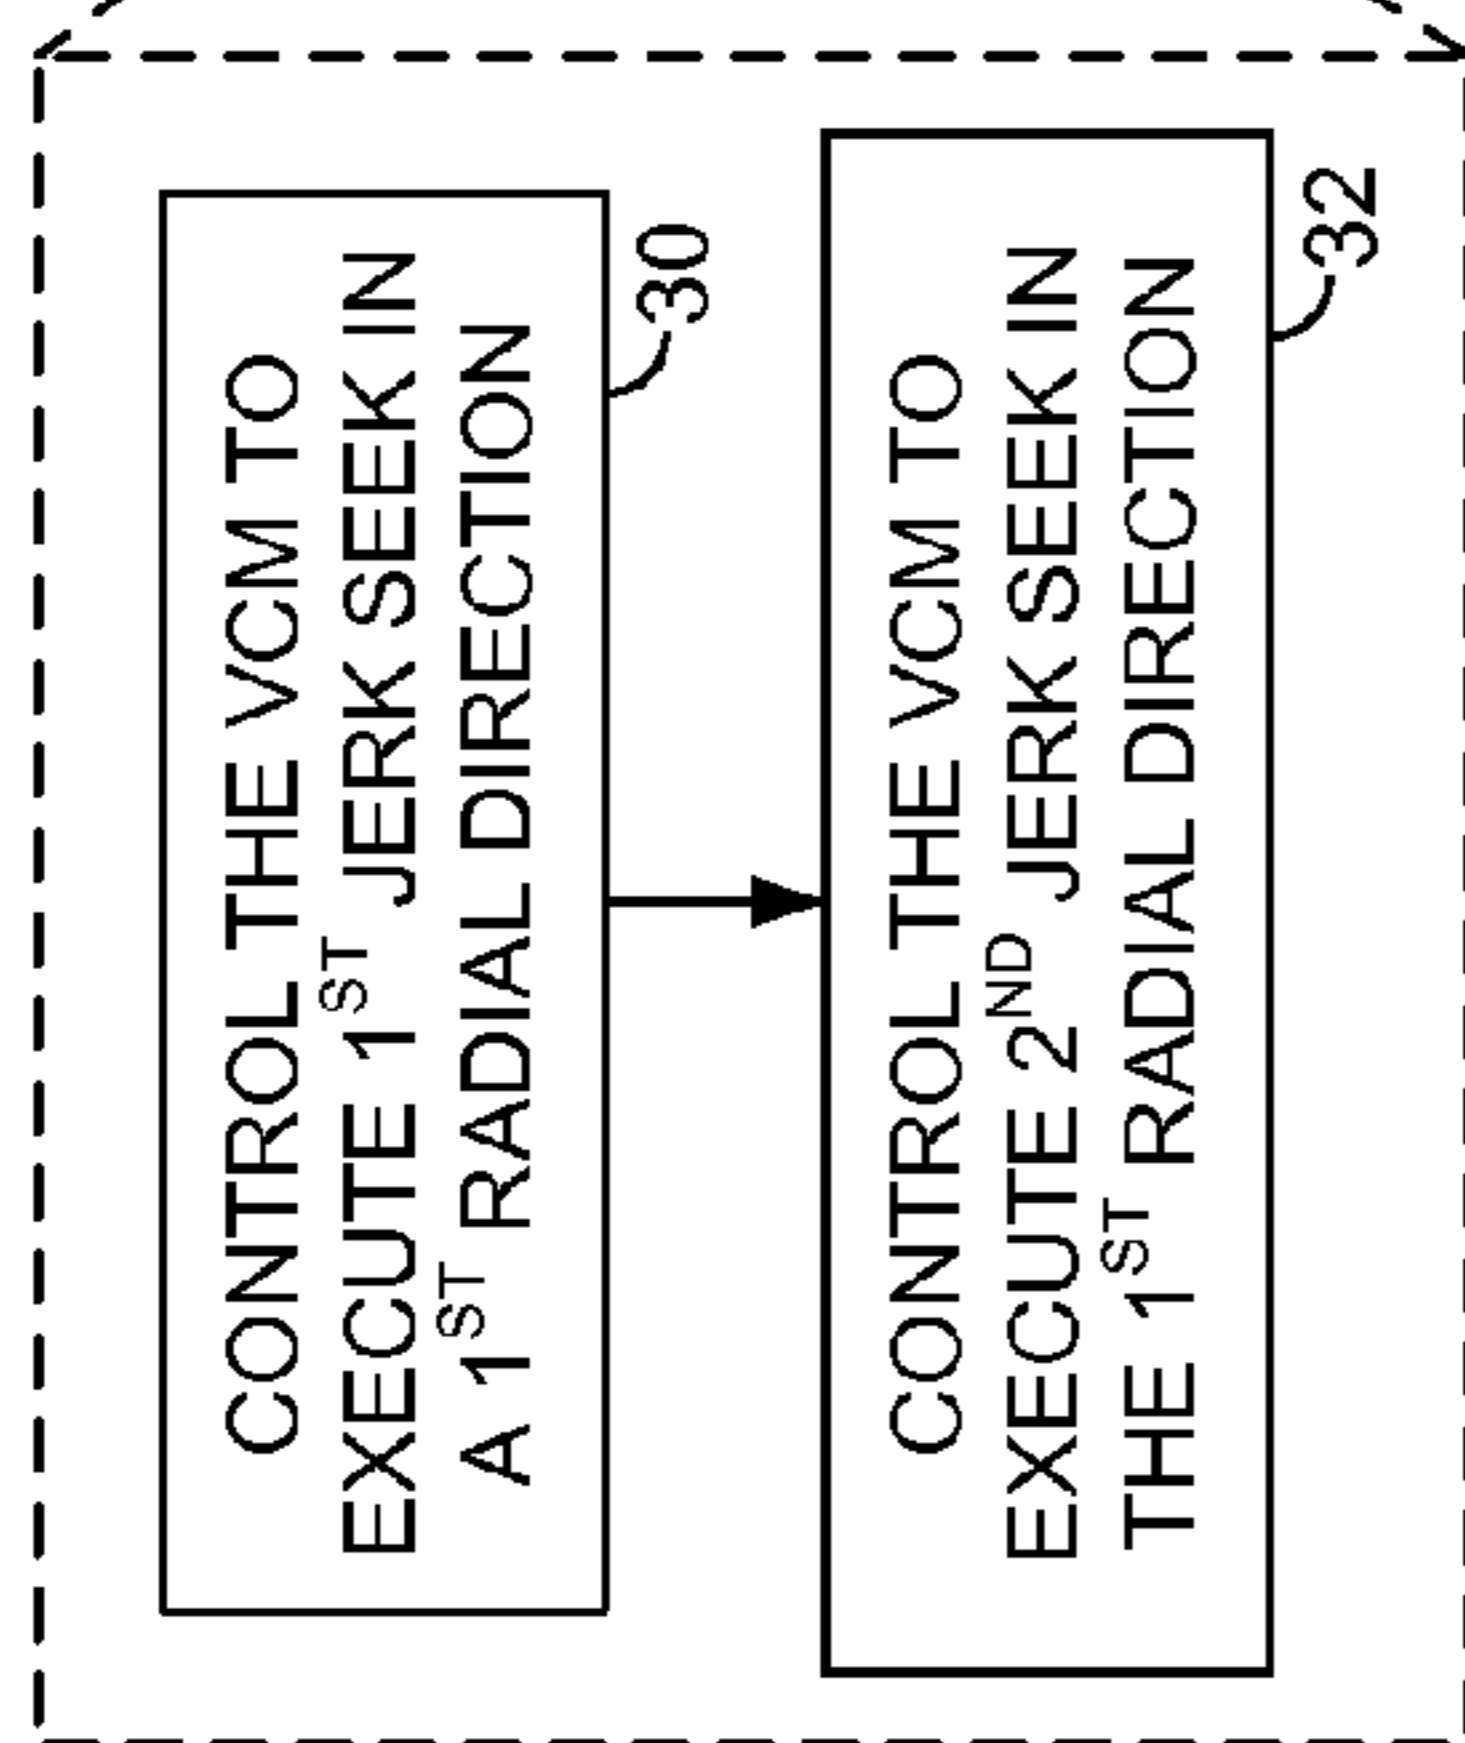 CONTROL THE VCM TO
EXECUTE 1ST JERK SEEK IN
A 1ST RADIAL DIRECTION
30
CONTROL THE VCM TO
EXECUTE 2ND JERK SEEK IN
THE 1ST RADIAL DIRECTION
32